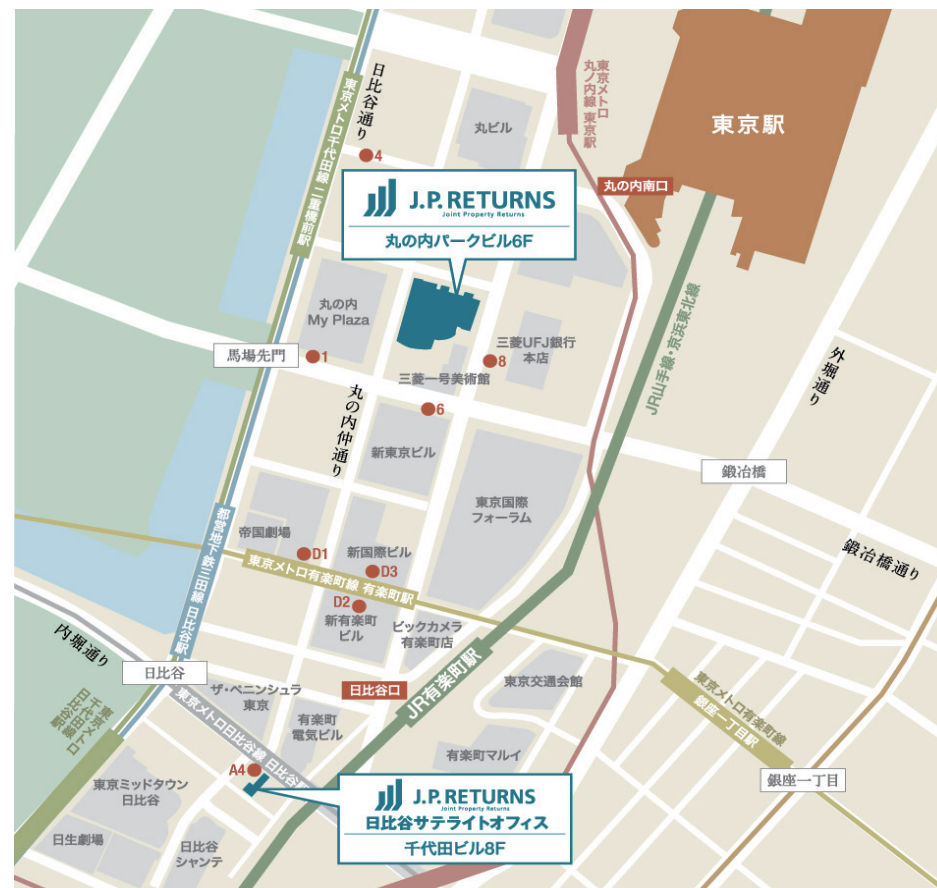 東京メトロ
丸ノ内線 東京駅
日比谷通り
丸ビル
東京駅
東京メトロ千代田線 二重橋前駅
4
丸の内南口
J.P.RETURNS
Joint Property Returns
丸の内パークビル6F
丸の内
My Plaza
JR山手線・京浜東北線
馬場先門
1
8
三菱UFJ銀行
本店
外堀通り
三菱一号美術館
丸の内仲通り
6
新東京ビル
鍛冶橋
東京国際
フォーラム
都営地下鉄三田線 日比谷駅
帝国劇場
D1
新国際ビル
D3
東京メトロ有楽町線 有楽町駅
鍛冶橋通り
D2
新有楽町
ビル
ビックカメラ
有楽町店
内堀通り
日比谷
JR有楽町駅
日比谷口
ザ・ペニンシュラ
東京
東京交通会館
東京メトロ有楽町線
銀座一丁目駅
東京メトロ
千代田線
日比谷駅
東京メトロ日比谷線 日比谷駅
有楽町
電気ビル
有楽町マルイ
A4
東京ミッドタウン
日比谷
銀座一丁目
J.P.RETURNS
Joint Property Returns
日比谷サテライトオフィス
千代田ビル8F
日生劇場
日比谷
シャンテ